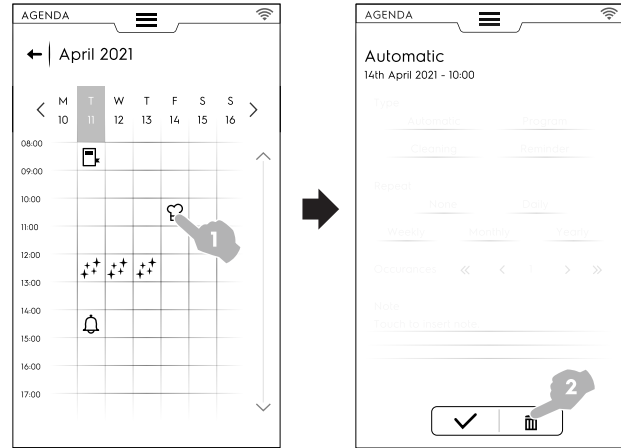 AGENDA
April 2021
M T W T F S S
10 11 12 13 14 15 16
08:00
09:00
10:00
11:00
12:00
13:00
14:00
15:00
16:00
17:00
1
AGENDA
Automatic
14th April 2021 - 10:00
Type
Automatic Program
Cleaning Reminder
Repeat
None Daily
Weekly Monthly Yearly
Occurances
Note
Touch to insert note
2